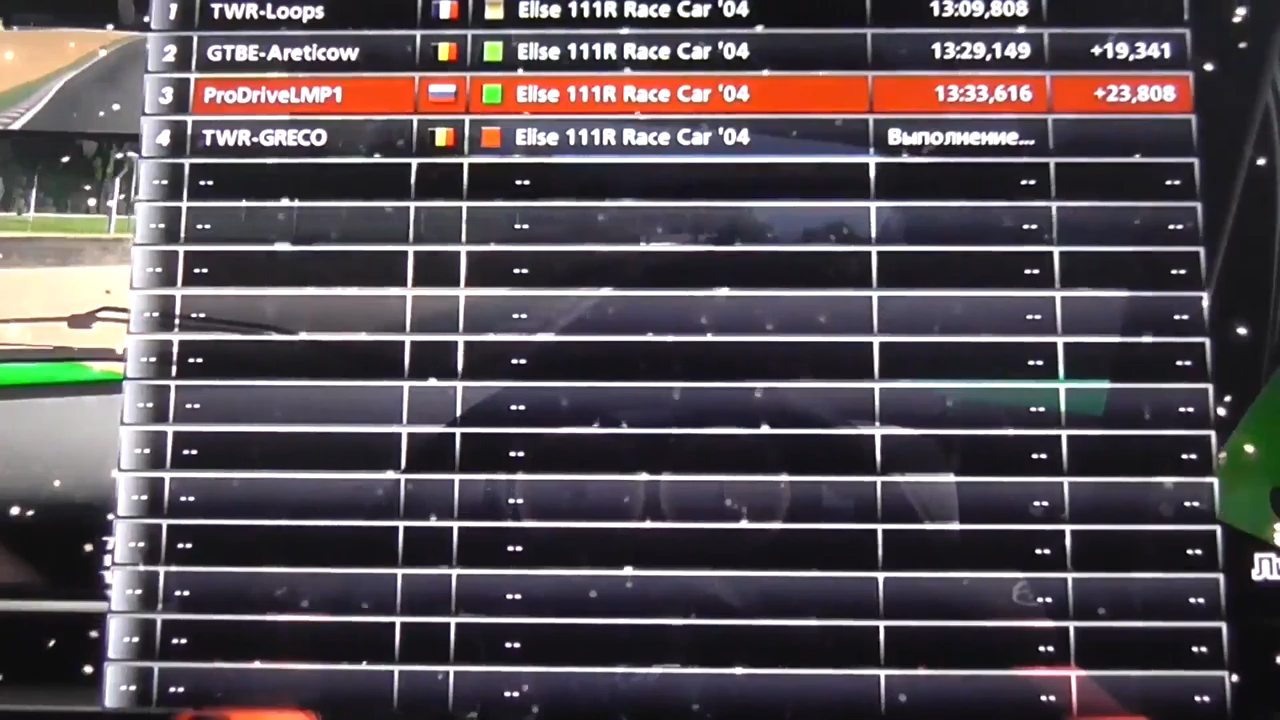 1 TWR-Loops Elise 111R Race Car '04 13:09,808
2 GTBE-Areticow Elise 111R Race Car '04 13:29,149 +19,341
3 ProDriveLMP1 Elise 111R Race Car '04 13:33,616 +23,808
4 TWR-GRECO Elise 111R Race Car '04 Выполнение...
-- -- -- -- --
-- -- -- -- --
-- -- -- -- --
-- -- -- -- --
-- -- -- -- --
-- -- -- -- --
-- -- -- -- --
-- -- -- -- --
-- -- -- -- --
-- -- -- -- --
-- -- -- -- --
-- -- -- -- --